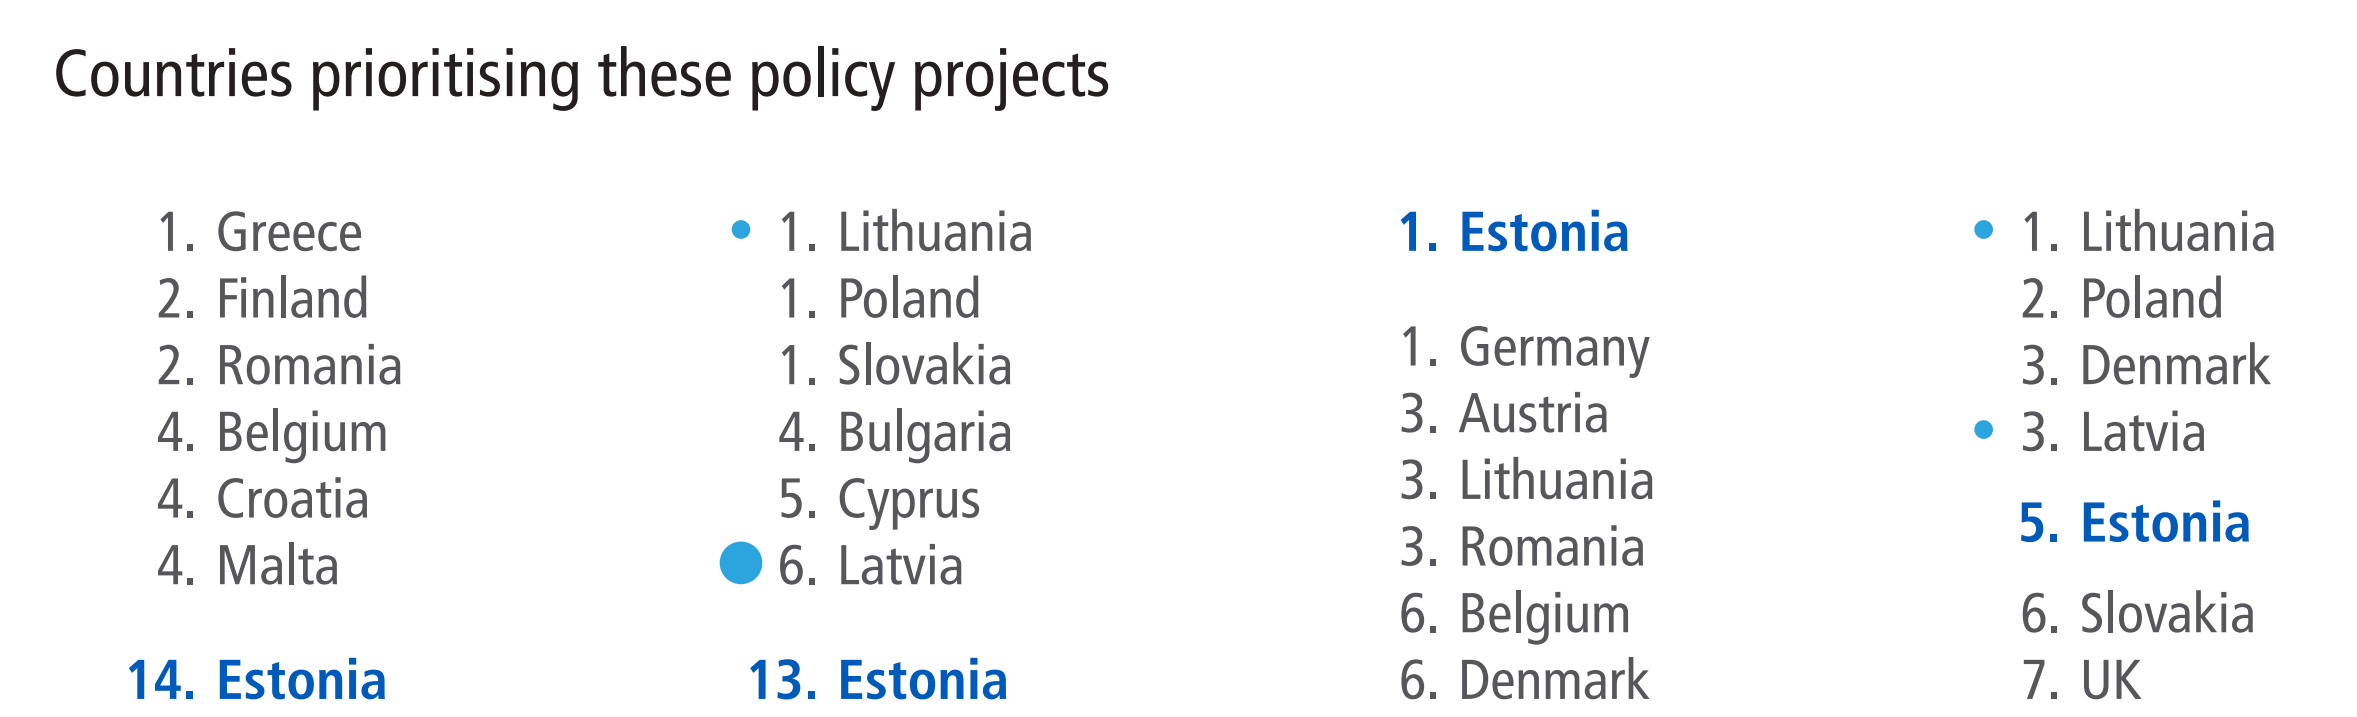 Countries prioritising these policy projects
1. Greece
2. Finland
2. Romania
4. Belgium
4. Croatia
4. Malta
14. Estonia
1. Lithuania
1. Poland
1. Slovakia
4. Bulgaria
5. Cyprus
6. Latvia
13. Estonia
1. Estonia
1. Germany
3. Austria
3. Lithuania
3. Romania
6. Belgium
6. Denmark
1. Lithuania
2. Poland
3. Denmark
3. Latvia
5. Estonia
6. Slovakia
7. UK